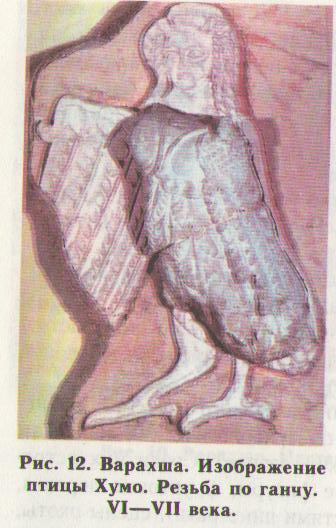 Рис. 12. Варахша. Изображение
птицы Хумо. Резьба по ганчу.
VI—VII века.